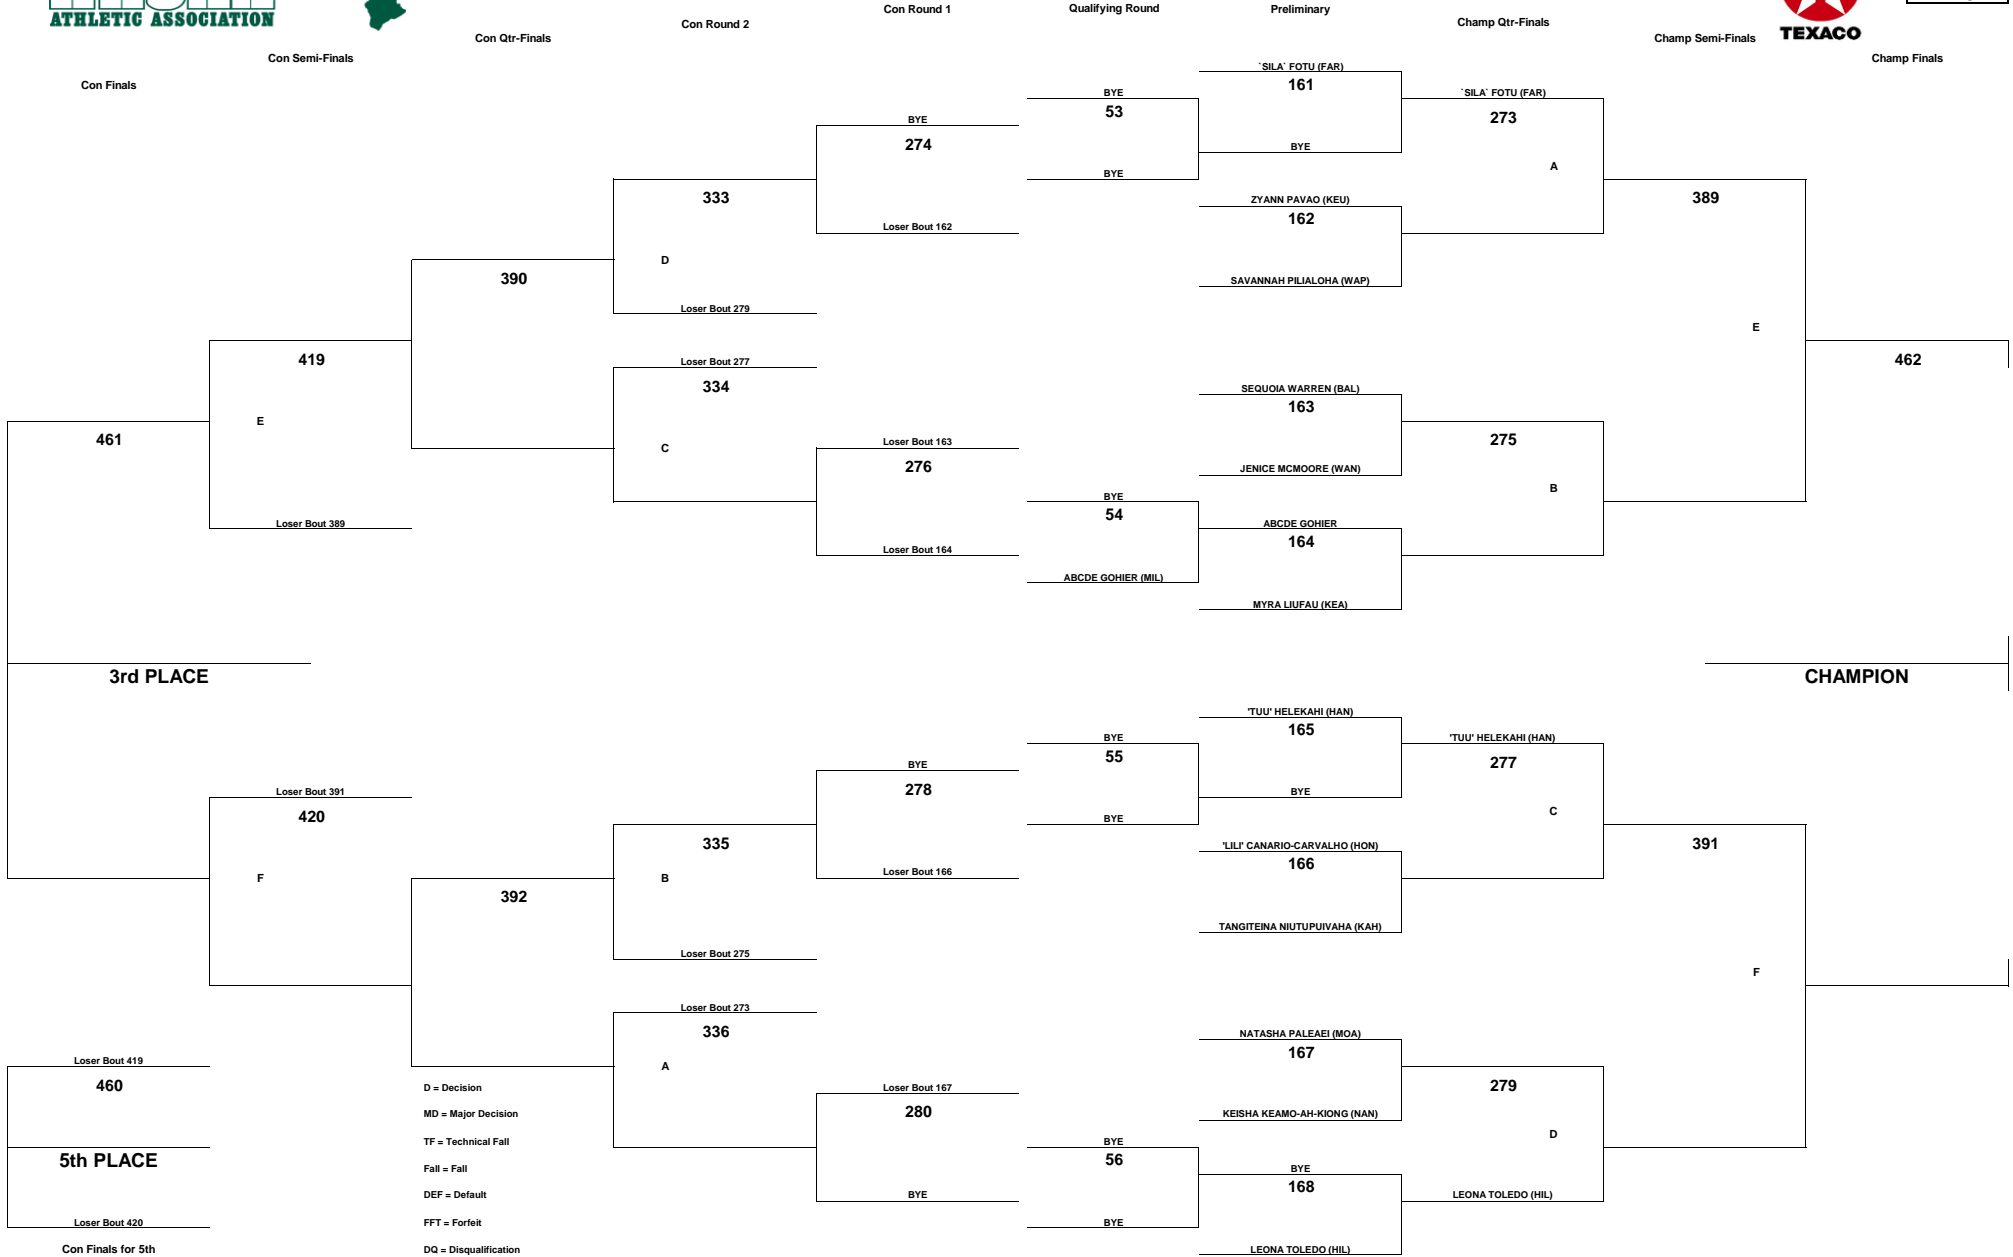 ATHLETIC ASSOCIATION
TEXACO
Con Finals
Con Semi-Finals
Con Qtr-Finals
Con Round 2
Con Round 1
Qualifying Round
Preliminary
Champ Qtr-Finals
Champ Semi-Finals
Champ Finals
`SILA` FOTU (FAR)
161
BYE
`SILA` FOTU (FAR)
53
BYE
273
274
BYE
BYE
A
BYE
333
ZYANN PAVAO (KEU)
389
162
Loser Bout 162
D
390
SAVANNAH PILIALOHA (WAP)
Loser Bout 279
E
419
Loser Bout 277
462
334
SEQUOIA WARREN (BAL)
163
E
461
275
Loser Bout 163
C
276
JENICE MCMOORE (WAN)
B
BYE
54
Loser Bout 389
ABCDE GOHIER
164
Loser Bout 164
ABCDE GOHIER (MIL)
MYRA LIUFAU (KEA)
3rd PLACE
CHAMPION
'TUU' HELEKAHI (HAN)
165
BYE
'TUU' HELEKAHI (HAN)
55
BYE
277
Loser Bout 391
278
BYE
C
420
BYE
335
'LILI' CANARIO-CARVALHO (HON)
391
166
Loser Bout 166
F
B
392
TANGITEINA NIUTUPUIVAHA (KAH)
Loser Bout 275
F
Loser Bout 273
336
NATASHA PALEAEI (MOA)
167
Loser Bout 419
A
460
D = Decision
Loser Bout 167
279
280
MD = Major Decision
KEISHA KEAMO-AH-KIONG (NAN)
D
TF = Technical Fall
BYE
5th PLACE
56
Fall = Fall
BYE
168
DEF = Default
BYE
LEONA TOLEDO (HIL)
Loser Bout 420
FFT = Forfeit
BYE
Con Finals for 5th
DQ = Disqualification
LEONA TOLEDO (HIL)